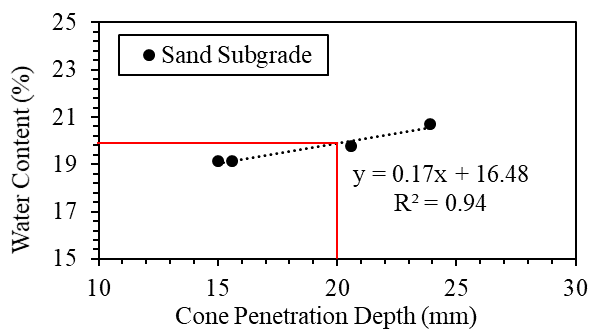 25
23
21
19
17
15
Water Content (%)
Sand Subgrade
y = 0.17x + 16.48
R² = 0.94
10
15
20
25
30
Cone Penetration Depth (mm)